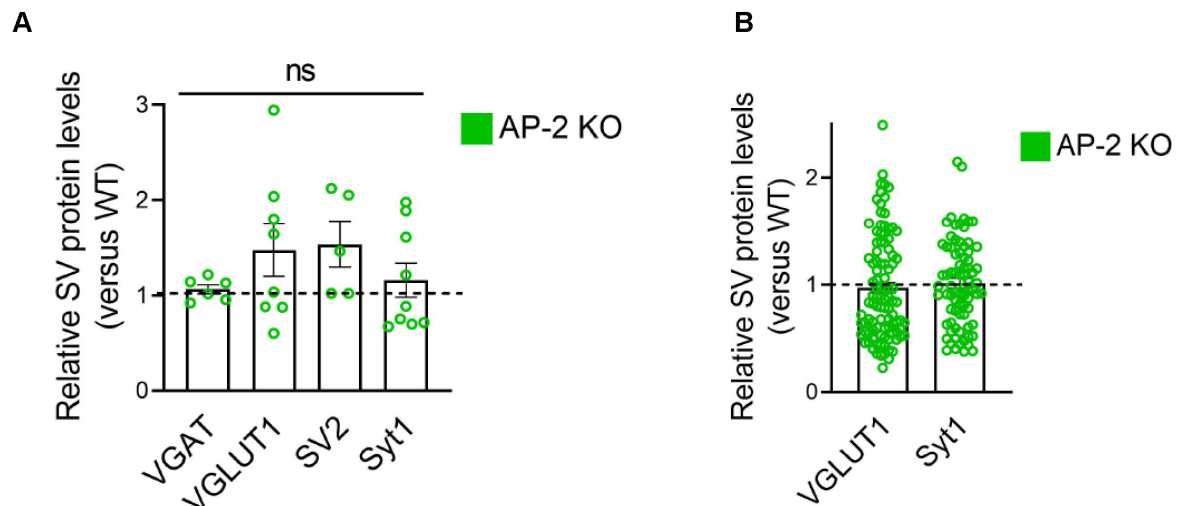 A
Relative SV protein levels
(versus WT)
3
2
1
0
ns
AP-2 KO
VGAT
VGLUT1
SV2
Syt1
B
Relative SV protein levels
(versus WT)
2
1
0
AP-2 KO
VGLUT1
Syt1